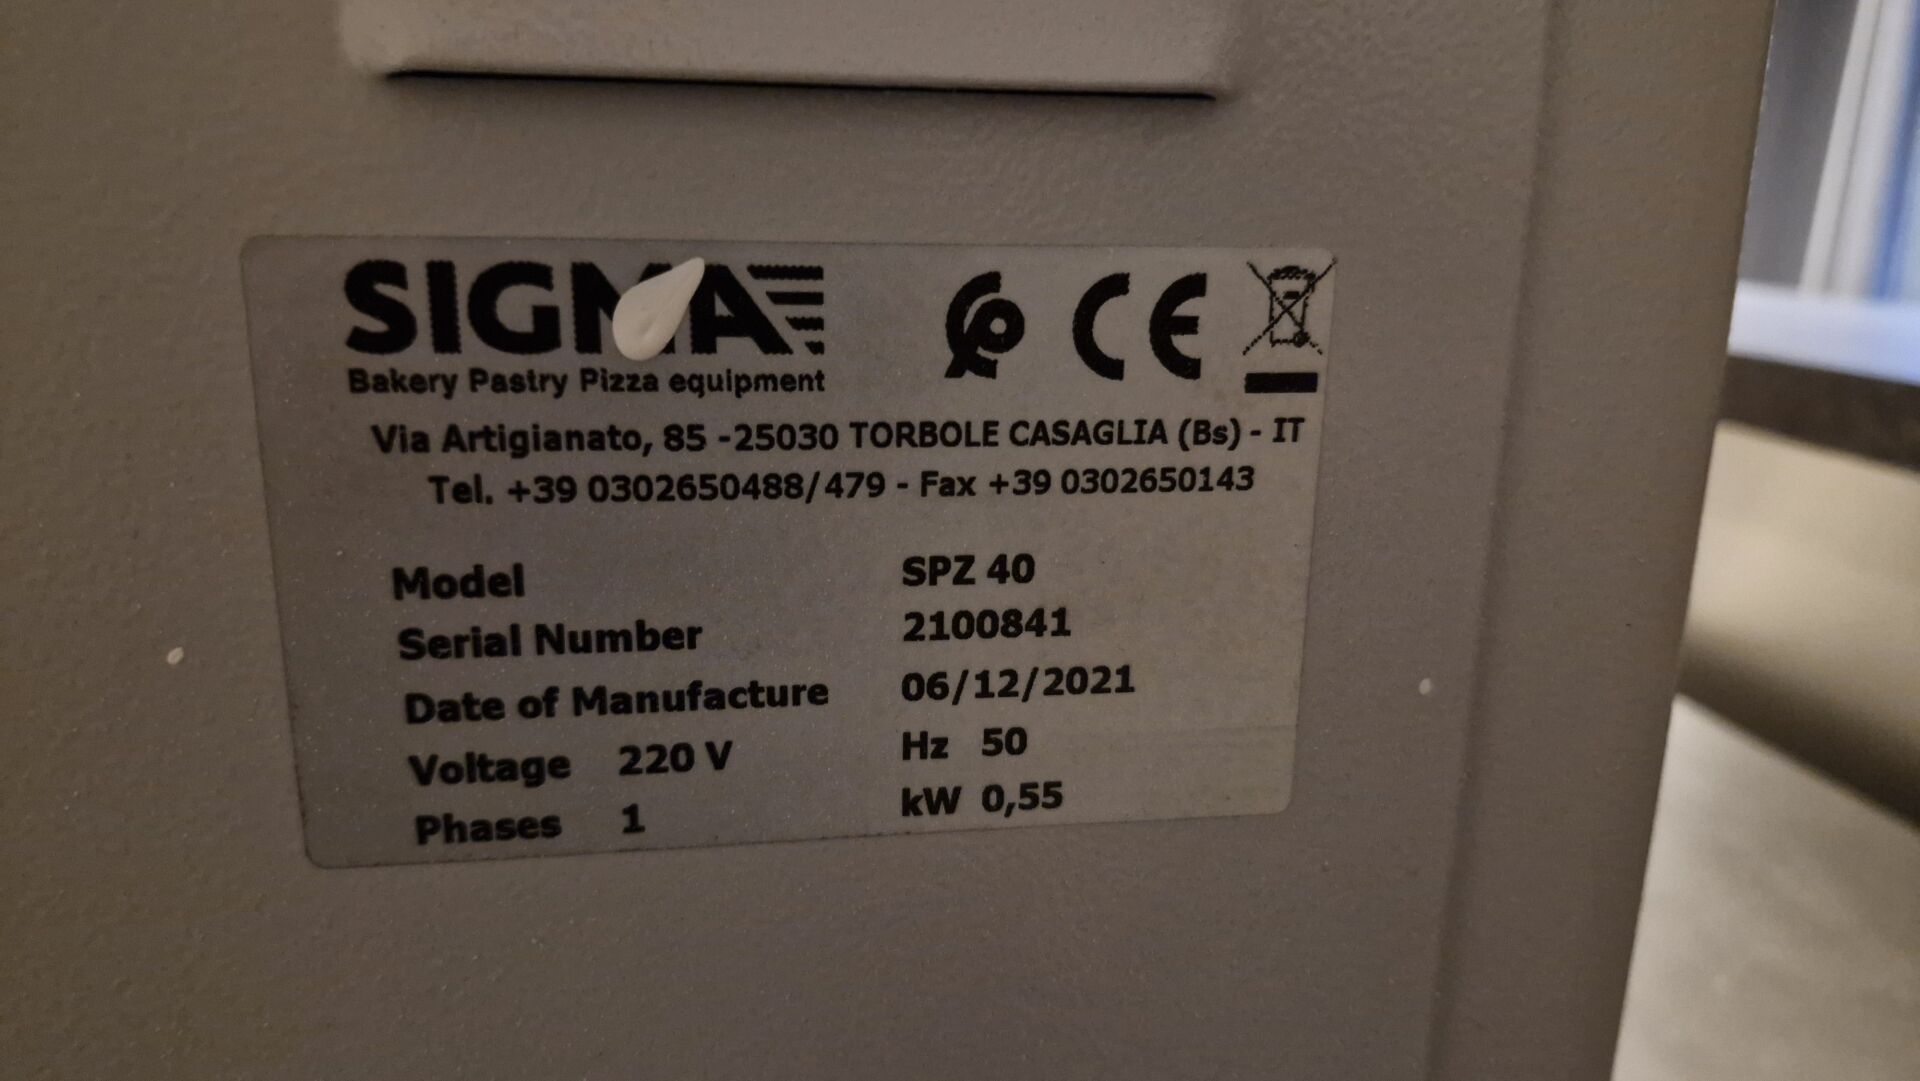 SIGMA
Bakery Pastry Pizza equipment
CE
Via Artigianato, 85 -25030 TORBOLE CASAGLIA (Bs) - IT
Tel. +39 0302650488/479 - Fax +39 0302650143
Model SPZ 40
Serial Number 2100841
Date of Manufacture 06/12/2021
Voltage 220 V Hz 50
Phases 1 kW 0,55